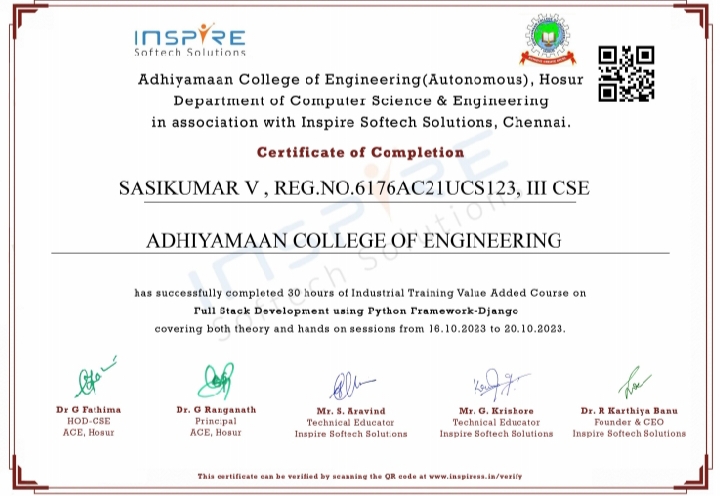 INSPIRE
Softech Solutions
Adhiyamaan College of Engineering(Autonomous), Hosur
Department of Computer Science & Engineering
in association with Inspire Softech Solutions, Chennai.
Certificate of Completion
SASIKUMAR V , REG.NO.6176AC21UCS123, III CSE
ADHIYAMAAN COLLEGE OF ENGINEERING
INSPIRE
Softech Solutions
has successfully completed 30 hours of Industrial Training Value Added Course on
Full Stack Development using Python Framework-Django
covering both theory and hands on sessions from 16.10.2023 to 20.10.2023.
Dr G Fathima
HOD-CSE
ACE, Hosur
Dr. G Ranganath
Principal
ACE, Hosur
Mr. S. Aravind
Technical Educator
Inspire Softech Solutions
Mr. G. Krishore
Technical Educator
Inspire Softech Solutions
Dr. R Karthiya Banu
Founder & CEO
Inspire Softech Solutions
This certificate can be verified by scanning the QR code at www.inspiress.in/verify